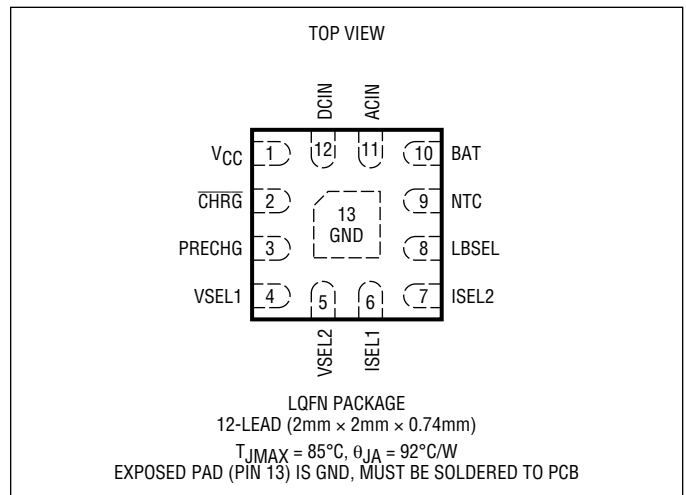 TOP VIEW
DCIN
ACIN
12
11
VCC
1
10
BAT
CHRG
2
9
NTC
13
GND
PRECHG
3
8
LBSEL
VSEL1
4
7
ISEL2
5
6
VSEL2
ISEL1
LQFN PACKAGE
12-LEAD (2mm × 2mm × 0.74mm)
TJMAX = 85°C, θJA = 92°C/W
EXPOSED PAD (PIN 13) IS GND, MUST BE SOLDERED TO PCB